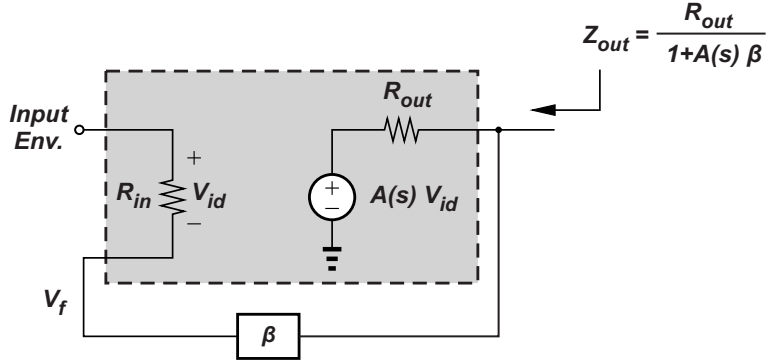 Z_out = R_out / 1+A(s) β
Input
Env.
R_out
+
R_in
V_id
−
+
−
A(s) V_id
V_f
β